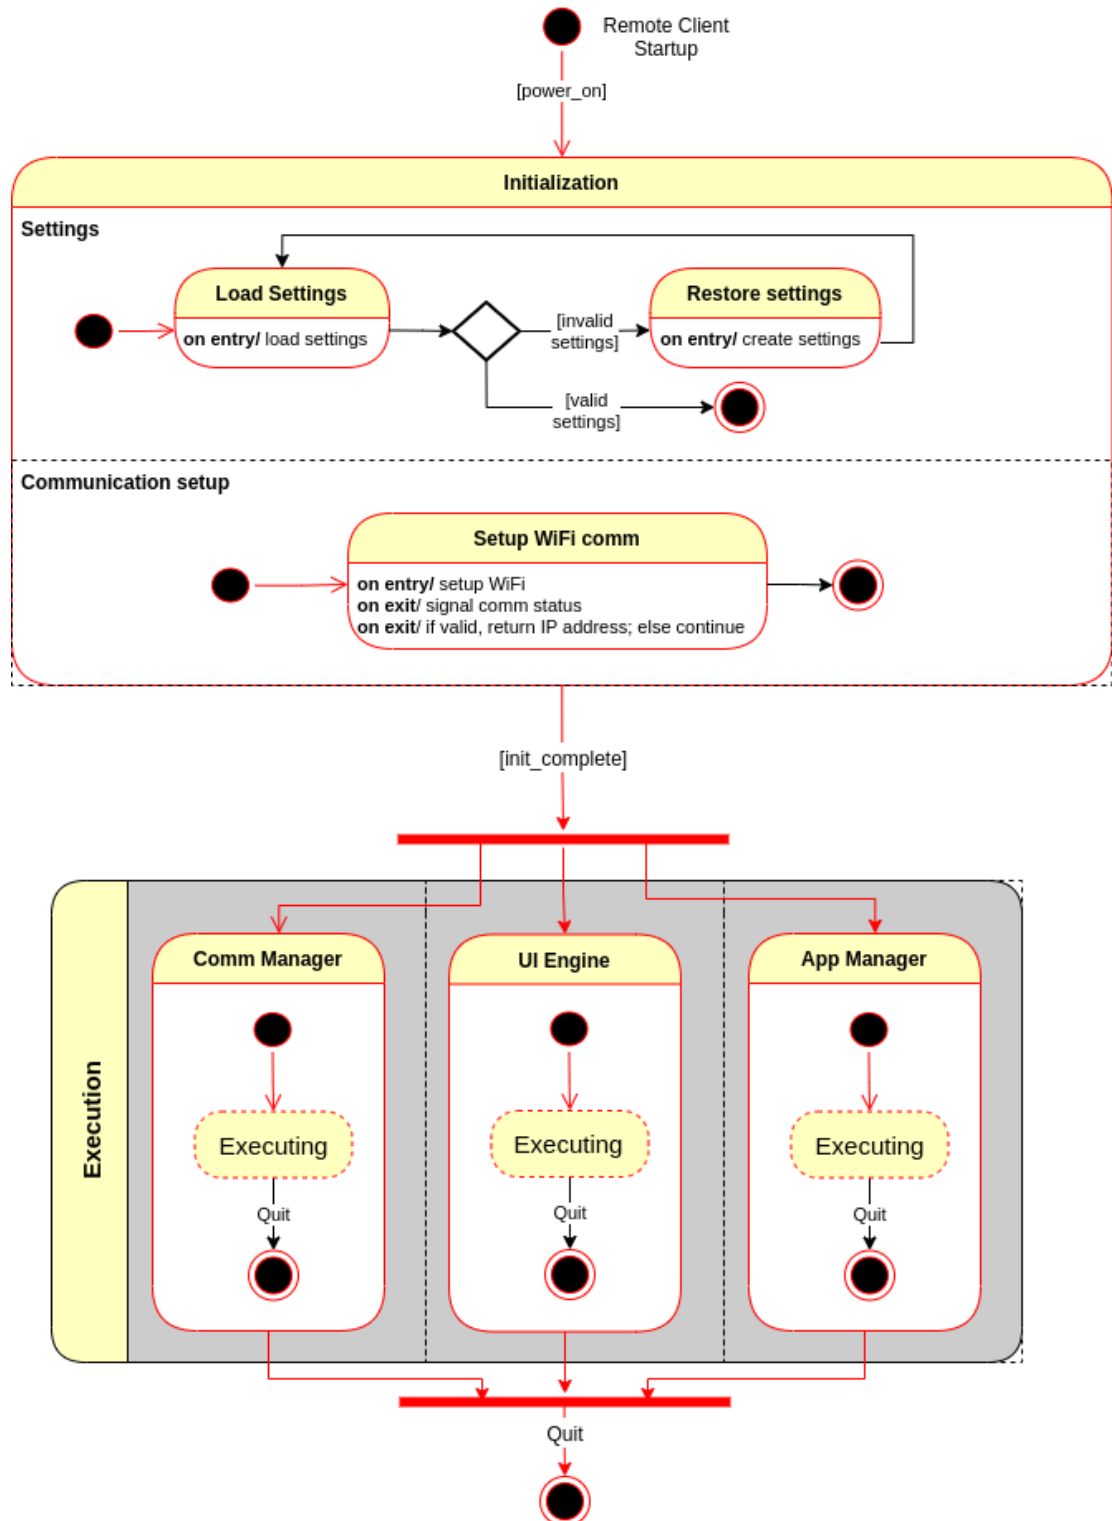 Remote Client
Startup
[power_on]
Initialization
Settings
Load Settings
on entry/ load settings
[invalid
settings]
Restore settings
on entry/ create settings
[valid
settings]
Communication setup
Setup WiFi comm
on entry/ setup WiFi
on exit/ signal comm status
on exit/ if valid, return IP address; else continue
[init_complete]
Execution
Comm Manager
Executing
Quit
UI Engine
Executing
Quit
App Manager
Executing
Quit
Quit